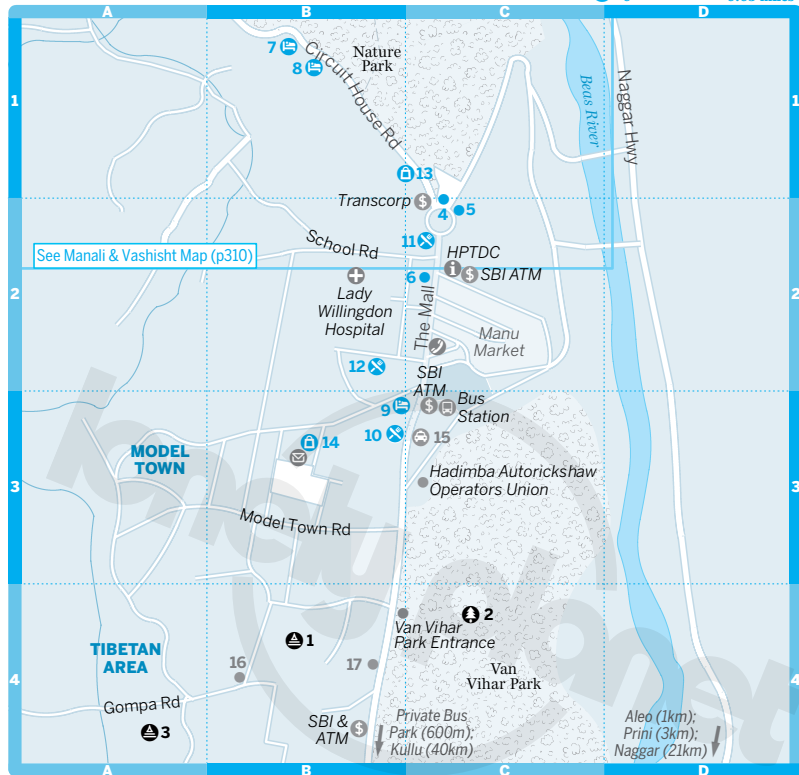 A
B
C
D
1
1
7
8
Circuit House Rd
Nature
Park
Beas River
Naggar Hwy
13
Transcorp
4
5
11
School Rd
See Manali & Vashisht Map (p310)
HPTDC
SBI ATM
6
2
2
Lady
Willingdon
Hospital
The Mall
Manu
Market
12
SBI
ATM
9
Bus
Station
10
15
14
MODEL
TOWN
3
3
Hadimba Autorickshaw
Operators Union
Model Town Rd
lonely planet
2
Van Vihar
Park Entrance
1
TIBETAN
AREA
16
17
Van
Vihar Park
4
4
Gompa Rd
3
SBI &
ATM
Private Bus
Park (600m);
Kullu (40km)
Aleo (1km);
Prini (3km);
Naggar (21km)
A
B
C
D